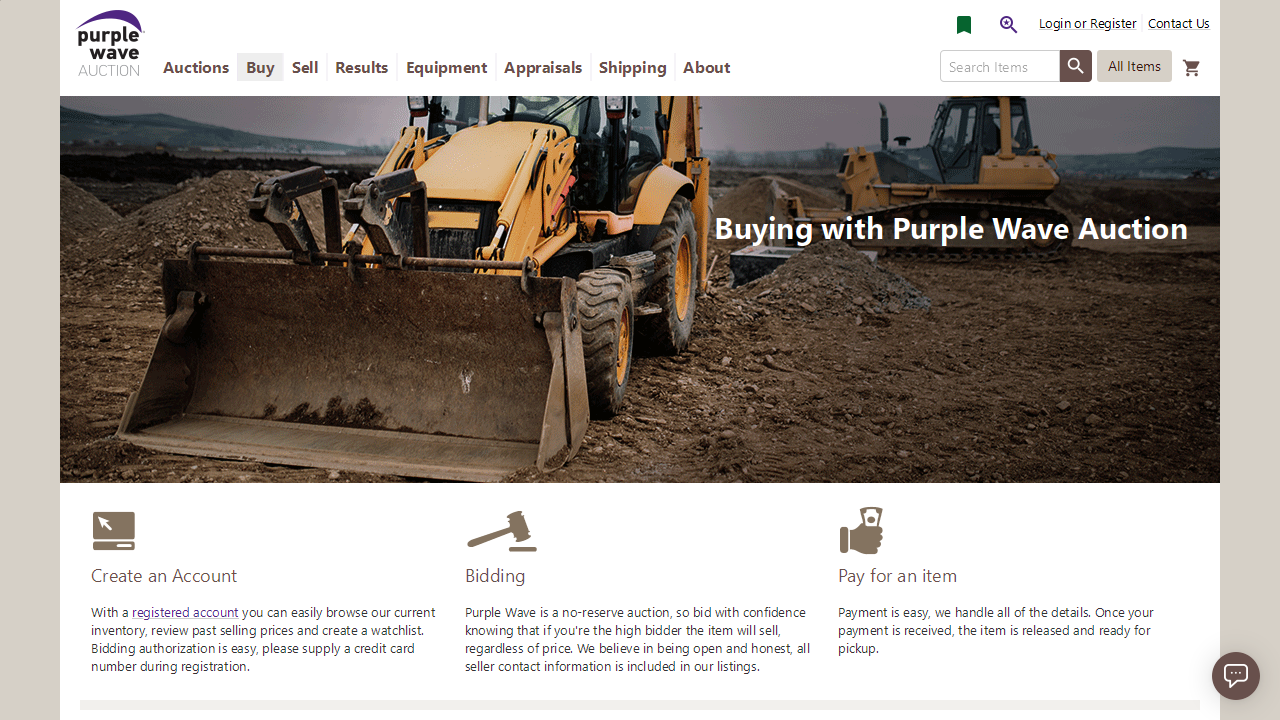 purple
wave
AUCTION
Login or Register
Contact Us
Auctions
Buy
Sell
Results
Equipment
Appraisals
Shipping
About
Search Items
All Items
Buying with Purple Wave Auction
Create an Account
With a registered account you can easily browse our current
inventory, review past selling prices and create a watchlist.
Bidding authorization is easy, please supply a credit card
number during registration.
Bidding
Purple Wave is a no-reserve auction, so bid with confidence
knowing that if you're the high bidder the item will sell,
regardless of price. We believe in being open and honest, all
seller contact information is included in our listings.
Pay for an item
Payment is easy, we handle all of the details. Once your
payment is received, the item is released and ready for
pickup.